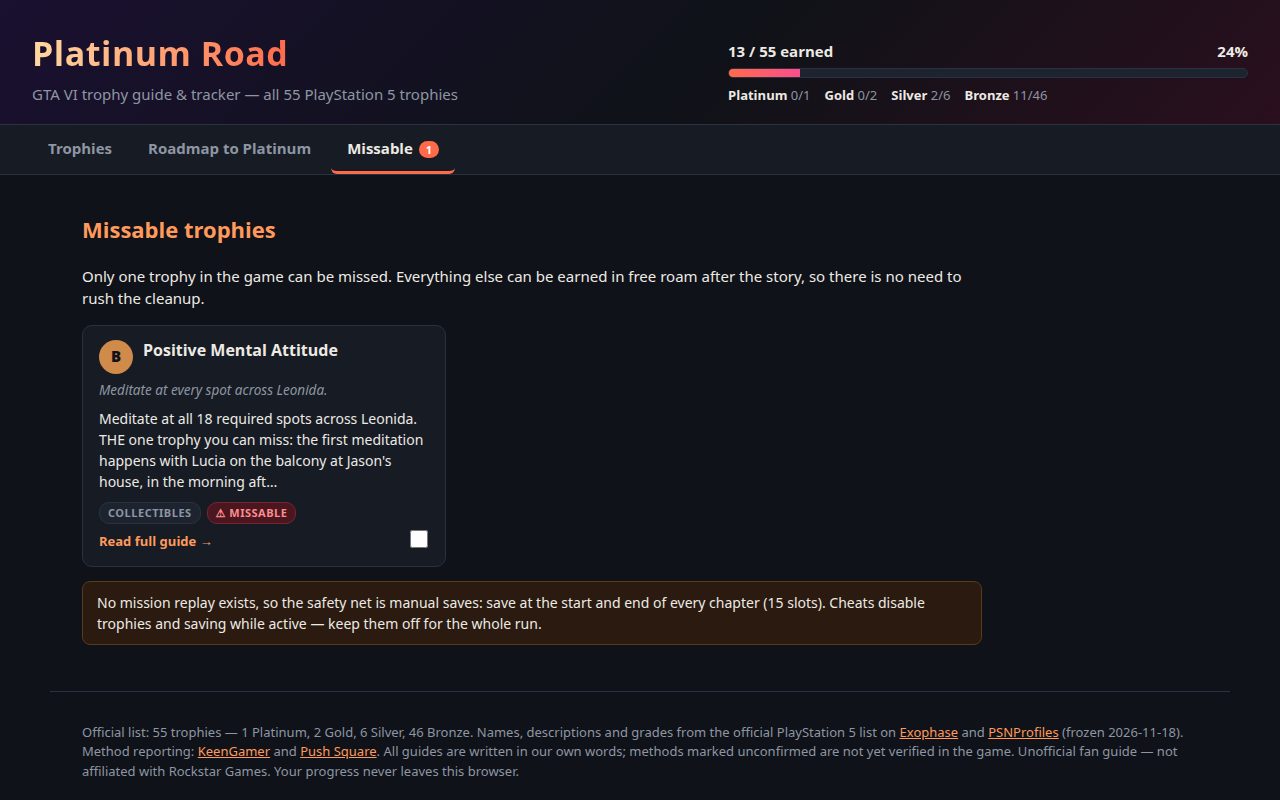 Platinum Road
GTA VI trophy guide & tracker — all 55 PlayStation 5 trophies
13 / 55 earned 24%
Platinum 0/1 Gold 0/2 Silver 2/6 Bronze 11/46
Trophies Roadmap to Platinum Missable 1
Missable trophies
Only one trophy in the game can be missed. Everything else can be earned in free roam after the story, so there is no need to
rush the cleanup.
B Positive Mental Attitude
Meditate at every spot across Leonida.
Meditate at all 18 required spots across Leonida.
THE one trophy you can miss: the first meditation
happens with Lucia on the balcony at Jason's
house, in the morning aft...
COLLECTIBLES ⚠ MISSABLE
Read full guide →
No mission replay exists, so the safety net is manual saves: save at the start and end of every chapter (15 slots). Cheats disable
trophies and saving while active — keep them off for the whole run.
Official list: 55 trophies — 1 Platinum, 2 Gold, 6 Silver, 46 Bronze. Names, descriptions and grades from the official PlayStation 5 list on Exophase and PSNProfiles (frozen 2026-11-18).
Method reporting: KeenGamer and Push Square. All guides are written in our own words; methods marked unconfirmed are not yet verified in the game. Unofficial fan guide — not
affiliated with Rockstar Games. Your progress never leaves this browser.